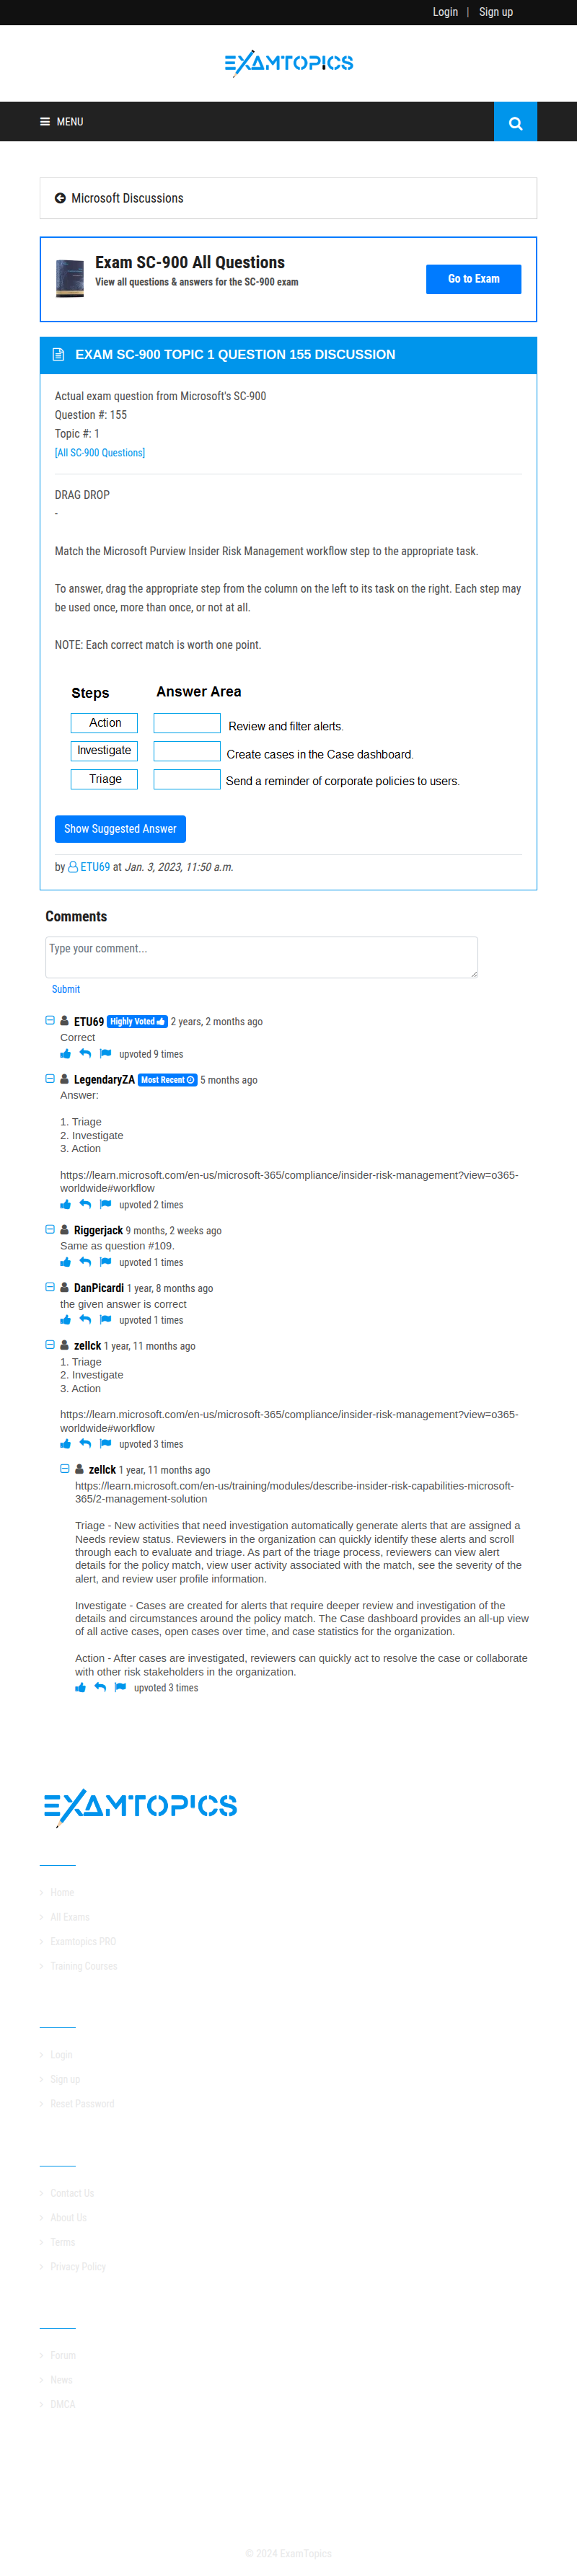 Login | Sign up
EXAMTOPICS
MENU
Microsoft Discussions
Exam SC-900 All Questions
View all questions & answers for the SC-900 exam
Go to Exam
EXAM SC-900 TOPIC 1 QUESTION 155 DISCUSSION
Actual exam question from Microsoft's SC-900
Question #: 155
Topic #: 1
[All SC-900 Questions]
DRAG DROP
-
Match the Microsoft Purview Insider Risk Management workflow step to the appropriate task.
To answer, drag the appropriate step from the column on the left to its task on the right. Each step may
be used once, more than once, or not at all.
NOTE: Each correct match is worth one point.
Steps Answer Area
Action Review and filter alerts.
Investigate Create cases in the Case dashboard.
Triage Send a reminder of corporate policies to users.
Show Suggested Answer
by ETU69 at Jan. 3, 2023, 11:50 a.m.
Comments
Type your comment...
Submit
ETU69 Highly Voted 2 years, 2 months ago
Correct
upvoted 9 times
LegendaryZA Most Recent 5 months ago
Answer:
1. Triage
2. Investigate
3. Action
https://learn.microsoft.com/en-us/microsoft-365/compliance/insider-risk-management?view=o365-
worldwide#workflow
upvoted 2 times
Riggerjack 9 months, 2 weeks ago
Same as question #109.
upvoted 1 times
DanPicardi 1 year, 8 months ago
the given answer is correct
upvoted 1 times
zellck 1 year, 11 months ago
1. Triage
2. Investigate
3. Action
https://learn.microsoft.com/en-us/microsoft-365/compliance/insider-risk-management?view=o365-
worldwide#workflow
upvoted 3 times
zellck 1 year, 11 months ago
https://learn.microsoft.com/en-us/training/modules/describe-insider-risk-capabilities-microsoft-
365/2-management-solution
Triage - New activities that need investigation automatically generate alerts that are assigned a
Needs review status. Reviewers in the organization can quickly identify these alerts and scroll
through each to evaluate and triage. As part of the triage process, reviewers can view alert
details for the policy match, view user activity associated with the match, see the severity of the
alert, and review user profile information.
Investigate - Cases are created for alerts that require deeper review and investigation of the
details and circumstances around the policy match. The Case dashboard provides an all-up view
of all active cases, open cases over time, and case statistics for the organization.
Action - After cases are investigated, reviewers can quickly act to resolve the case or collaborate
with other risk stakeholders in the organization.
upvoted 3 times
EXAMTOPICS
Home
All Exams
Examtopics PRO
Training Courses
Login
Sign up
Reset Password
Contact Us
About Us
Terms
Privacy Policy
Forum
News
DMCA
© 2024 ExamTopics